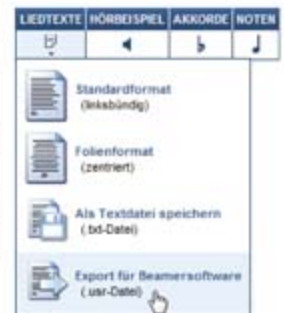 LIEDTEXTE HÖRBEISPIEL AKKORDE NOTEN
Standardformat
(linksbündig)
Folienformat
(zentriert)
Als Textdatei speichern
(.txt-Datei)
Export für Beamersoftware
(.usr-Datei)